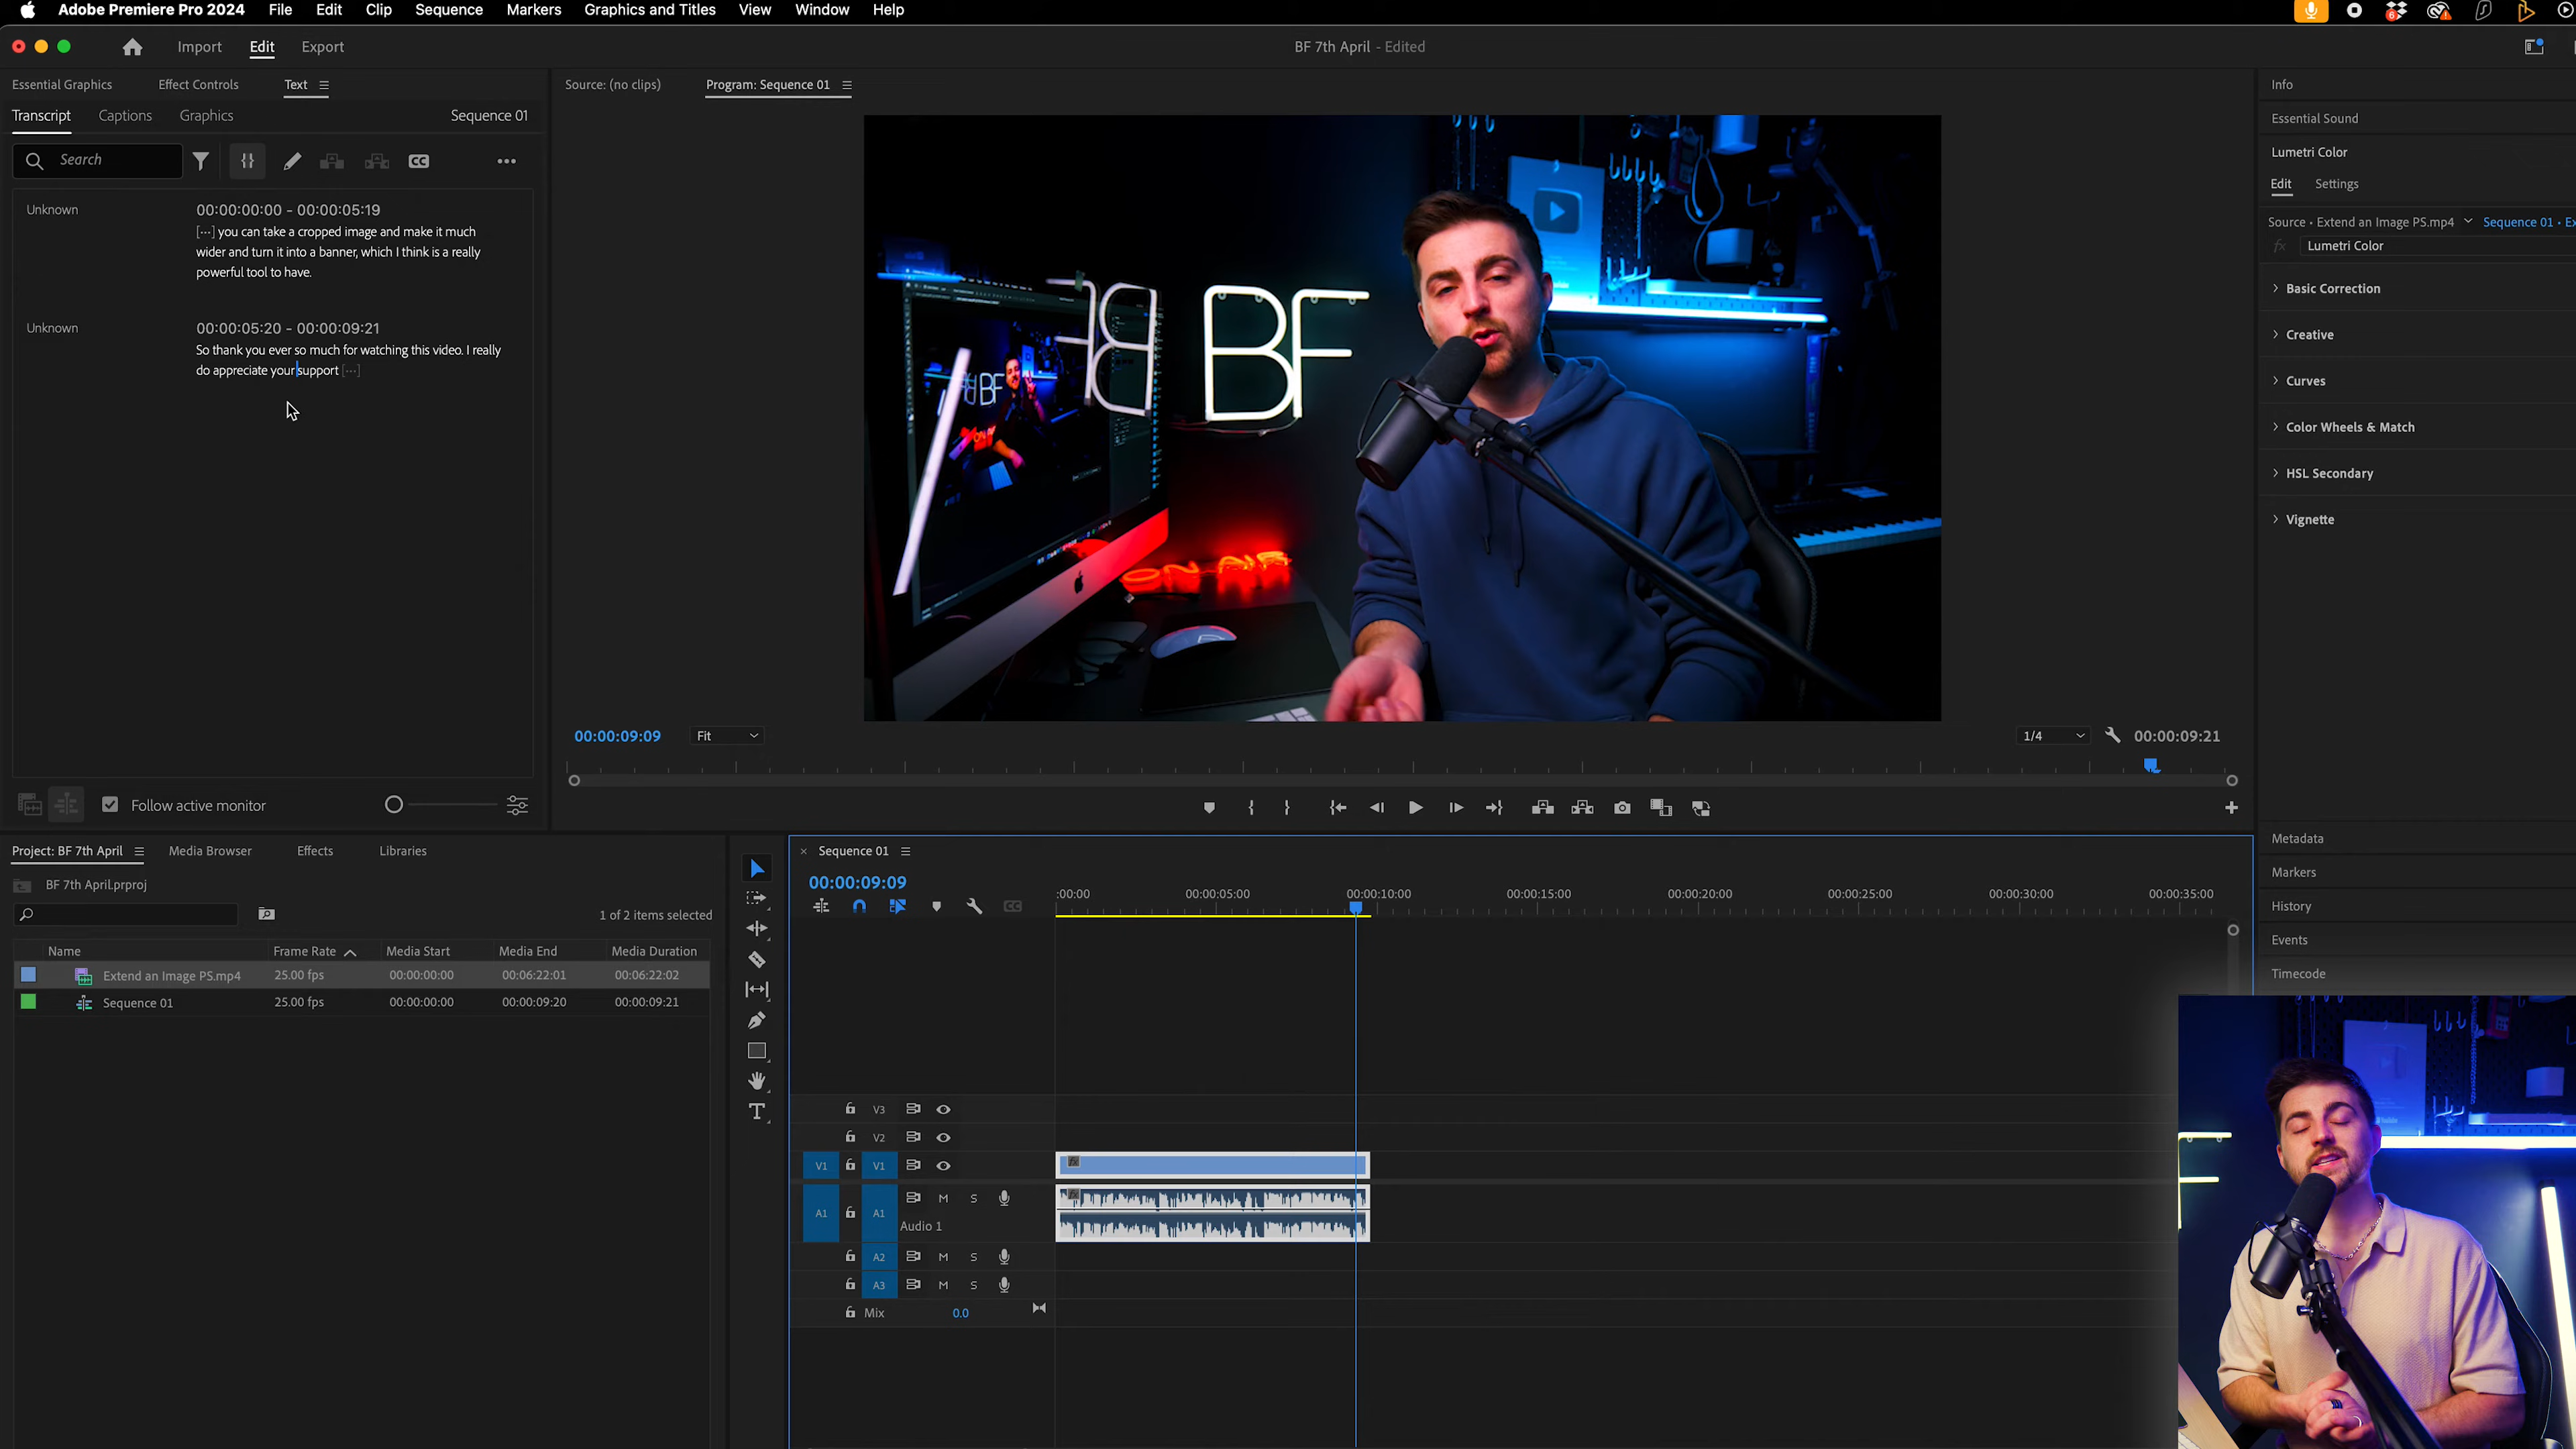 Adobe Premiere Pro 2024 File Edit Clip Sequence Markers Graphics and Titles View Window Help
Import Edit Export
BF 7th April - Edited
Essential Graphics Effect Controls Text
Transcript Captions Graphics Sequence 01
Search
CC
Unknown 00:00:00:00 - 00:00:05:19
[...] you can take a cropped image and make it much
wider and turn it into a banner, which I think is a really
powerful tool to have.
Unknown 00:00:05:20 - 00:00:09:21
So thank you ever so much for watching this video. I really
do appreciate your support [...]
Follow active monitor
Source: (no clips) Program: Sequence 01
BF
BF
ON AIR
00:00:09:09 Fit 1/4 00:00:09:21
Info
Essential Sound
Lumetri Color
Edit Settings
Source • Extend an Image PS.mp4 Sequence 01 • Ex
fx Lumetri Color
Basic Correction
Creative
Curves
Color Wheels & Match
HSL Secondary
Vignette
Metadata
Markers
History
Events
Timecode
Project: BF 7th April Media Browser Effects Libraries
BF 7th April.prproj
1 of 2 items selected
Name Frame Rate Media Start Media End Media Duration
Extend an Image PS.mp4 25.00 fps 00:00:00:00 00:06:22:01 00:06:22:02
Sequence 01 25.00 fps 00:00:00:00 00:00:09:20 00:00:09:21
Sequence 01
00:00:09:09
:00:00 00:00:05:00 00:00:10:00 00:00:15:00 00:00:20:00 00:00:25:00 00:00:30:00 00:00:35:00
CC
V3
V2
V1 V1
fx
A1 A1 M S
Audio 1
fx
A2 M S
A3 M S
Mix 0.0